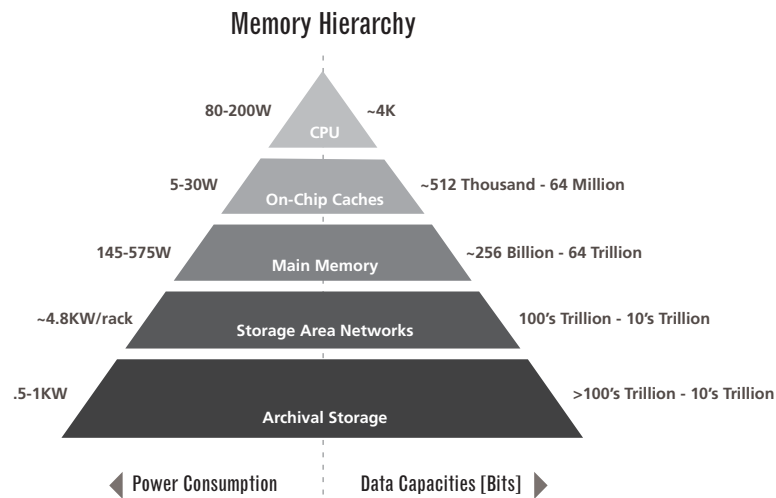 Memory Hierarchy
80-200W
~4K
CPU
5-30W
~512 Thousand - 64 Million
On-Chip Caches
145-575W
~256 Billion - 64 Trillion
Main Memory
~4.8KW/rack
100's Trillion - 10's Trillion
Storage Area Networks
.5-1KW
>100's Trillion - 10's Trillion
Archival Storage
Power Consumption
Data Capacities [Bits]